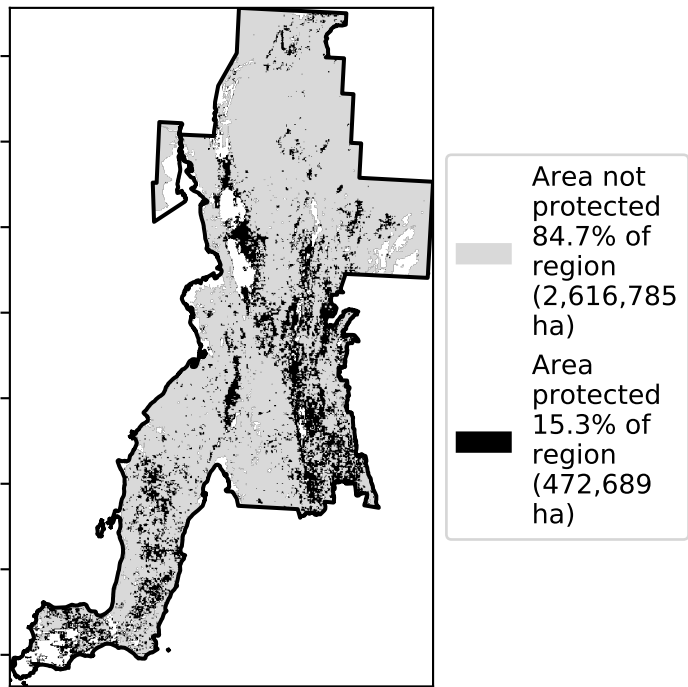 Area not
protected
84.7% of
region
(2,616,785
ha)
Area
protected
15.3% of
region
(472,689
ha)